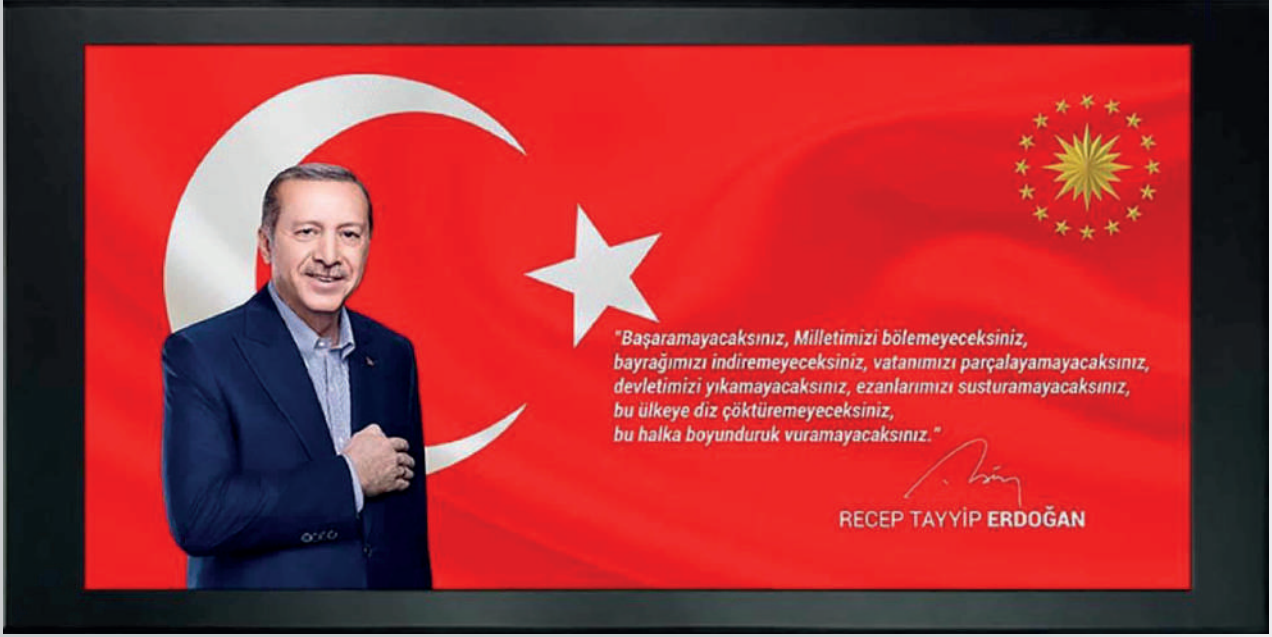 "Başaramayacaksınız, Milletimizi bölemeyeceksiniz,
bayrağımızı indiremeyeceksiniz, vatanımızı parçalayamayacaksınız,
devletimizi yıkamayacaksınız, ezanlarımızı susturamayacaksınız,
bu ülkeye diz çöktüremeyeceksiniz,
bu halka boyunduruk vuramayacaksınız."
RECEP TAYYİP ERDOĞAN